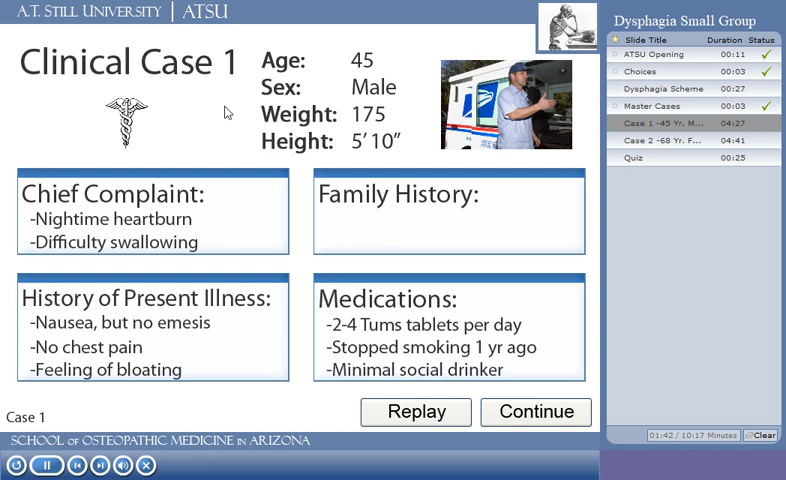 A.T. STILL UNIVERSITY | ATSU
Clinical Case 1
Age: 45
Sex: Male
Weight: 175
Height: 5' 10"
Chief Complaint:
-Nightime heartburn
-Difficulty swallowing
Family History:
History of Present Illness:
-Nausea, but no emesis
-No chest pain
-Feeling of bloating
Medications:
-2-4 Tums tablets per day
-Stopped smoking 1 yr ago
-Minimal social drinker
Case 1
Replay
Continue
SCHOOL OF OSTEOPATHIC MEDICINE IN ARIZONA
Dysphagia Small Group
Slide Title Duration Status
ATSU Opening 00:11
Choices 00:03
Dysphagia Scheme 00:27
Master Cases 00:03
Case 1 -45 Yr. M... 04:27
Case 2 -68 Yr. F... 04:41
Quiz 00:25
01:42 / 10:17 Minutes
Clear